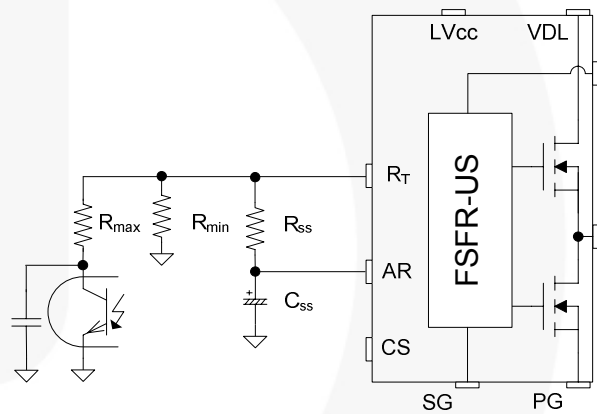 LVcc VDL
RT
Rmax Rmin Rss
FSFR-US
AR
+
Css
CS
SG PG